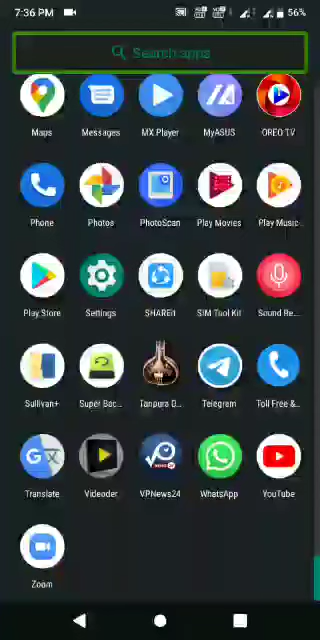 7:36 PM
56%
Search apps
Maps
Messages
MX Player
MyASUS
OREO TV
Phone
Photos
PhotoScan
Play Movies
Play Music
Play Store
Settings
SHAREit
SIM Tool Kit
Sound Re...
Sullivan+
Super Bac...
Tanpura D...
Telegram
Toll Free &...
Translate
Videoder
VPNews24
WhatsApp
YouTube
Zoom